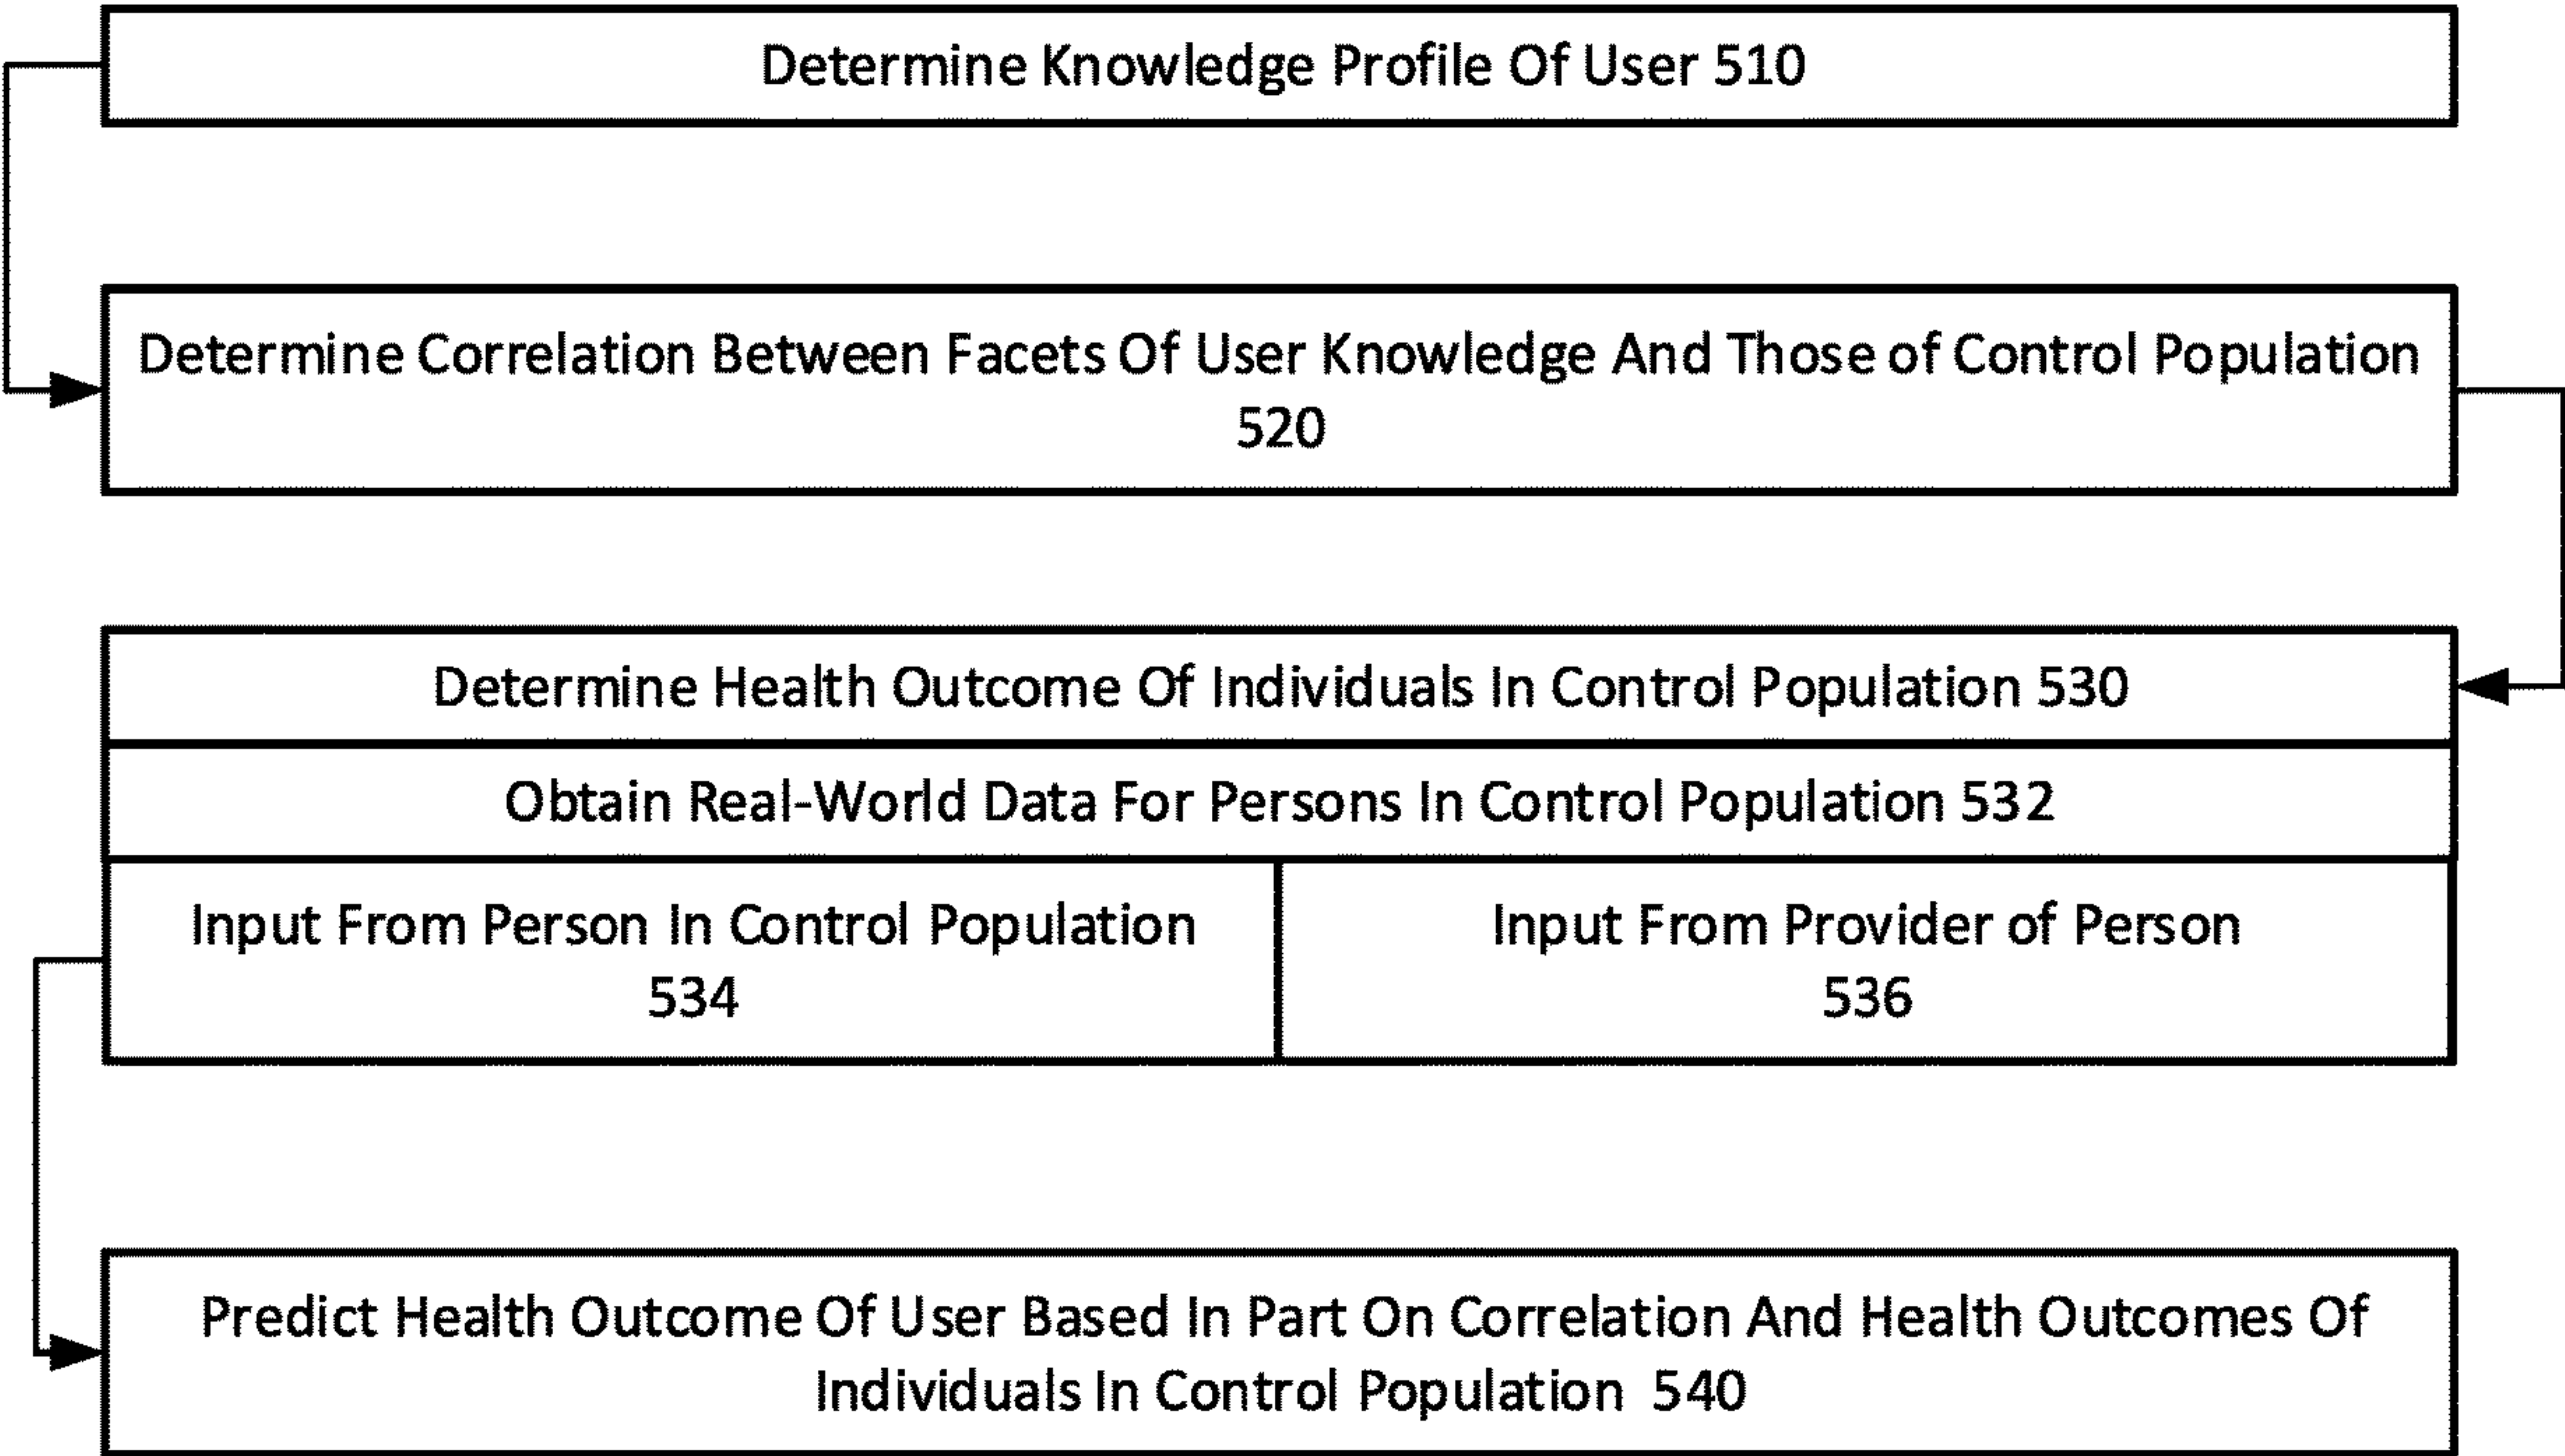 Determine Knowledge Profile Of User 510
Determine Correlation Between Facets Of User Knowledge And Those of Control Population
520
Determine Health Outcome Of Individuals In Control Population 530
Obtain Real-World Data For Persons In Control Population 532
Input From Person In Control Population
534
Input From Provider of Person
536
Predict Health Outcome Of User Based In Part On Correlation And Health Outcomes Of
Individuals In Control Population 540